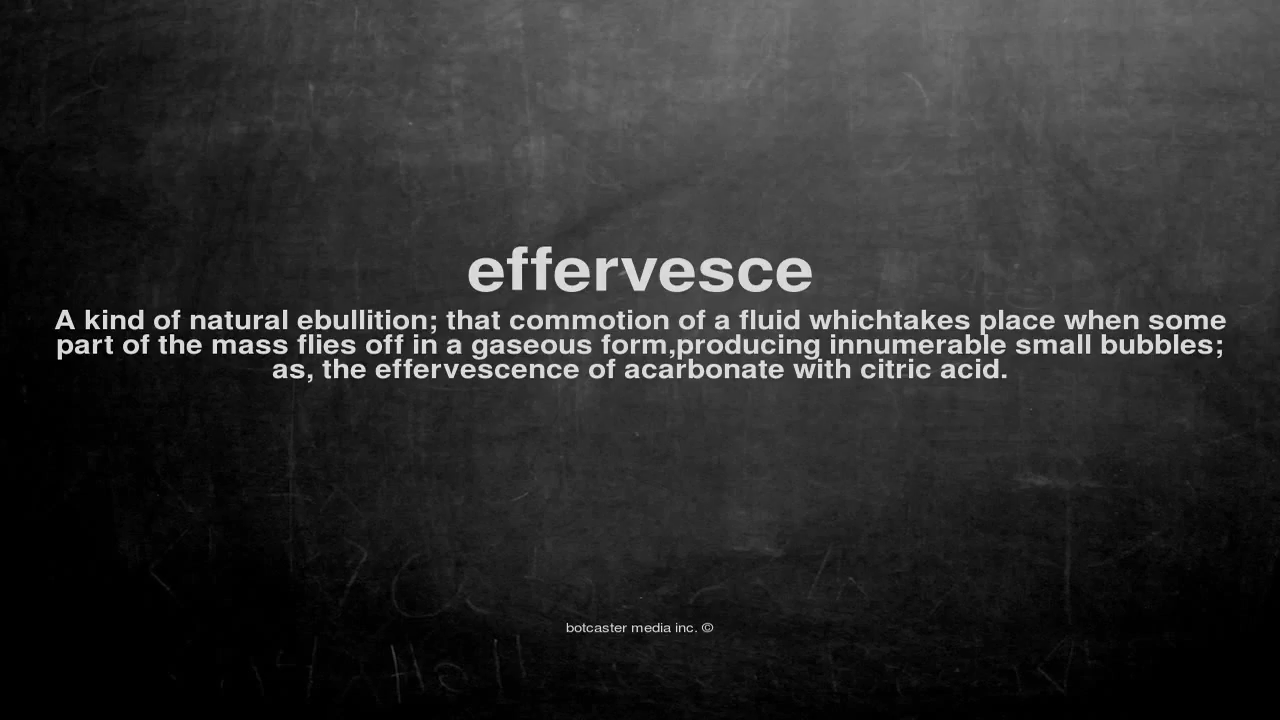 effervesce
A kind of natural ebullition; that commotion of a fluid whichtakes place when some
part of the mass flies off in a gaseous form,producing innumerable small bubbles;
as, the effervescence of acarbonate with citric acid.
botcaster media inc. ©